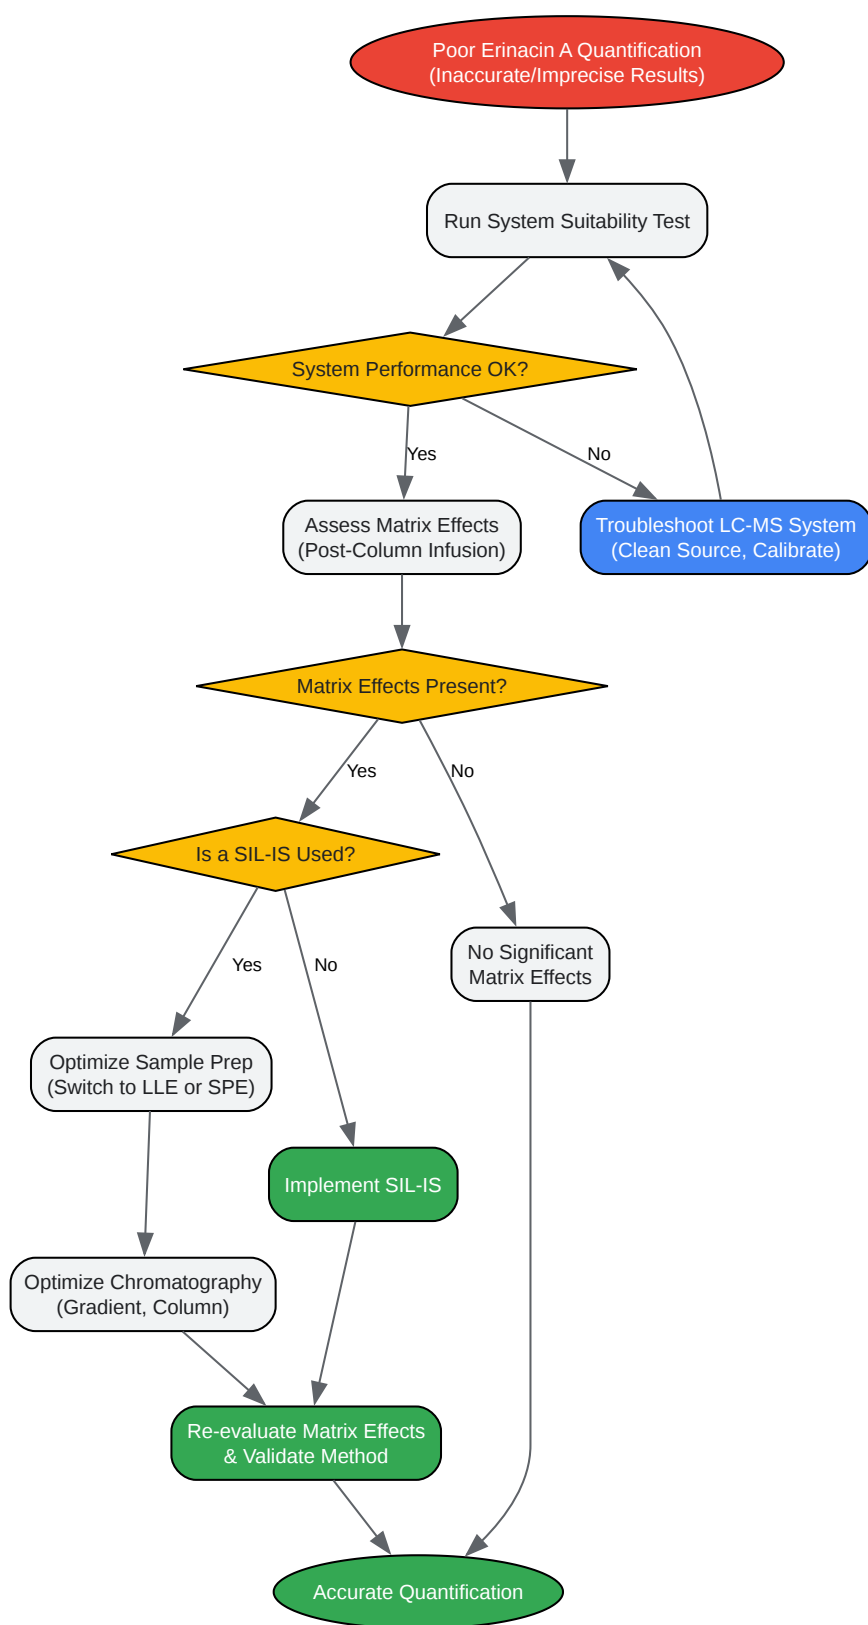 Poor Erinacin A Quantification
(Inaccurate/Imprecise Results)
Run System Suitability Test
System Performance OK?
Yes
No
Assess Matrix Effects
(Post-Column Infusion)
Troubleshoot LC-MS System
(Clean Source, Calibrate)
Matrix Effects Present?
Yes
No
Is a SIL-IS Used?
Yes
No
No Significant
Matrix Effects
Optimize Sample Prep
(Switch to LLE or SPE)
Implement SIL-IS
Optimize Chromatography
(Gradient, Column)
Re-evaluate Matrix Effects
& Validate Method
Accurate Quantification